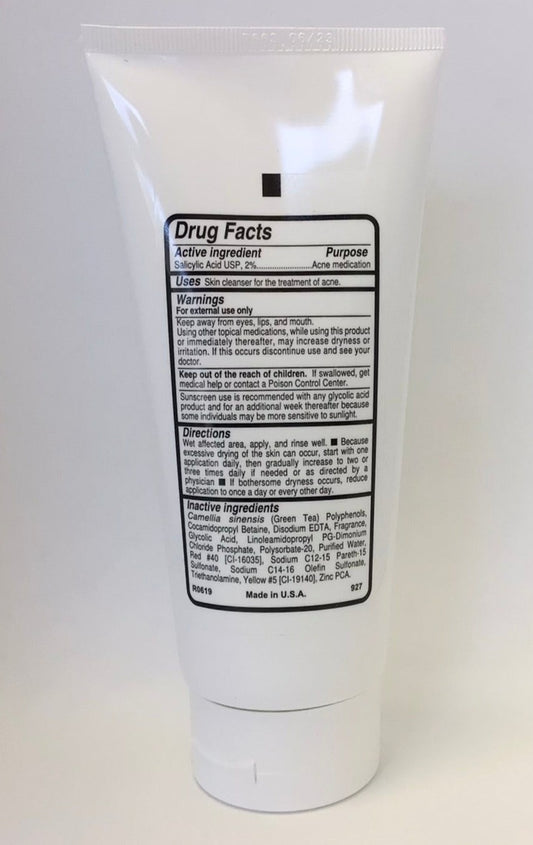 06/23
Drug Facts
Active ingredient Purpose
Salicylic Acid USP, 2%........................Acne medication
Uses Skin cleanser for the treatment of acne.
Warnings
For external use only
Keep away from eyes, lips, and mouth.
Using other topical medications, while using this product
or immediately thereafter, may increase dryness or
irritation. If this occurs discontinue use and see your
doctor.
Keep out of the reach of children. If swallowed, get
medical help or contact a Poison Control Center.
Sunscreen use is recommended with any glycolic acid
product and for an additional week thereafter because
some individuals may be more sensitive to sunlight.
Directions
Wet affected area, apply, and rinse well. ■ Because
excessive drying of the skin can occur, start with one
application daily, then gradually increase to two or
three times daily if needed or as directed by a
physician ■ If bothersome dryness occurs, reduce
application to once a day or every other day.
Inactive ingredients
Camellia sinensis (Green Tea) Polyphenols,
Cocamidopropyl Betaine, Disodium EDTA, Fragrance,
Glycolic Acid, Linoleamidopropyl PG-Dimonium
Chloride Phosphate, Polysorbate-20, Purified Water,
Red #40 [CI-16035], Sodium C12-15 Pareth-15
Sulfonate, Sodium C14-16 Olefin Sulfonate,
Triethanolamine, Yellow #5 [CI-19140], Zinc PCA.
R0619 Made in U.S.A. 927